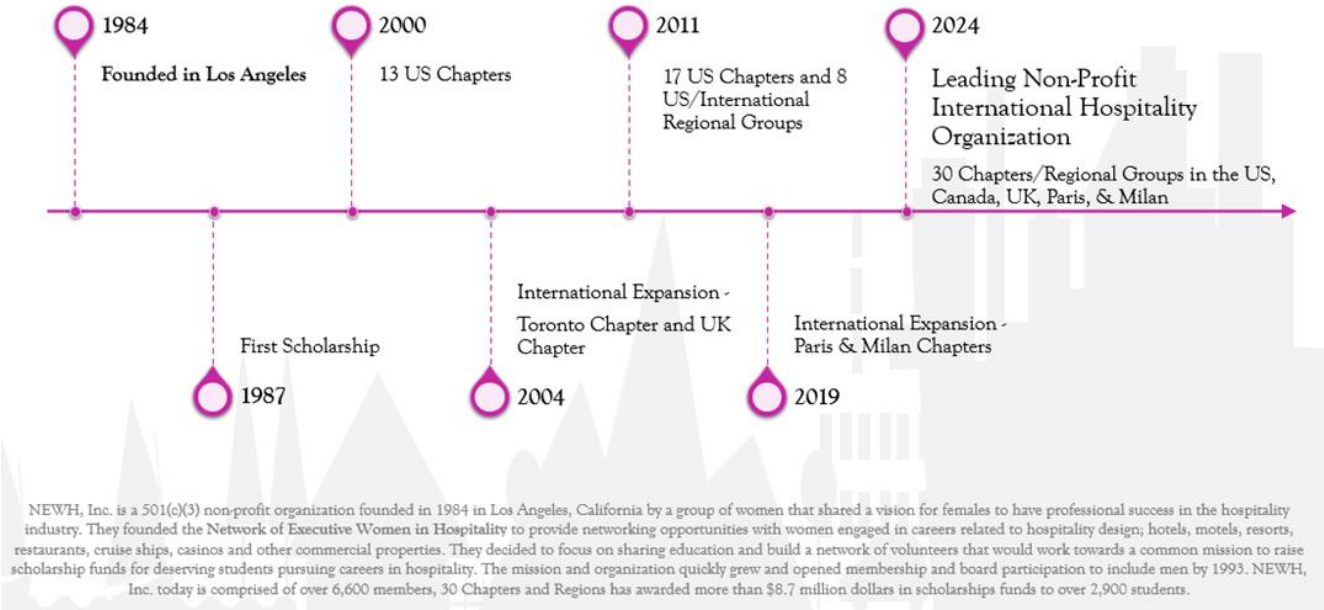 1984
Founded in Los Angeles
2000
13 US Chapters
2011
17 US Chapters and 8
US/International
Regional Groups
2024
Leading Non-Profit
International Hospitality
Organization
30 Chapters/Regional Groups in the US,
Canada, UK, Paris, & Milan
First Scholarship
1987
International Expansion -
Toronto Chapter and UK
Chapter
2004
International Expansion -
Paris & Milan Chapters
2019
NEWH, Inc. is a 501(c)(3) non-profit organization founded in 1984 in Los Angeles, California by a group of women that shared a vision for females to have professional success in the hospitality
industry. They founded the Network of Executive Women in Hospitality to provide networking opportunities with women engaged in careers related to hospitality design; hotels, motels, resorts,
restaurants, cruise ships, casinos and other commercial properties. They decided to focus on sharing education and build a network of volunteers that would work towards a common mission to raise
scholarship funds for deserving students pursuing careers in hospitality. The mission and organization quickly grew and opened membership and board participation to include men by 1993. NEWH,
Inc. today is comprised of over 6,600 members, 30 Chapters and Regions has awarded more than $8.7 million dollars in scholarships funds to over 2,900 students.